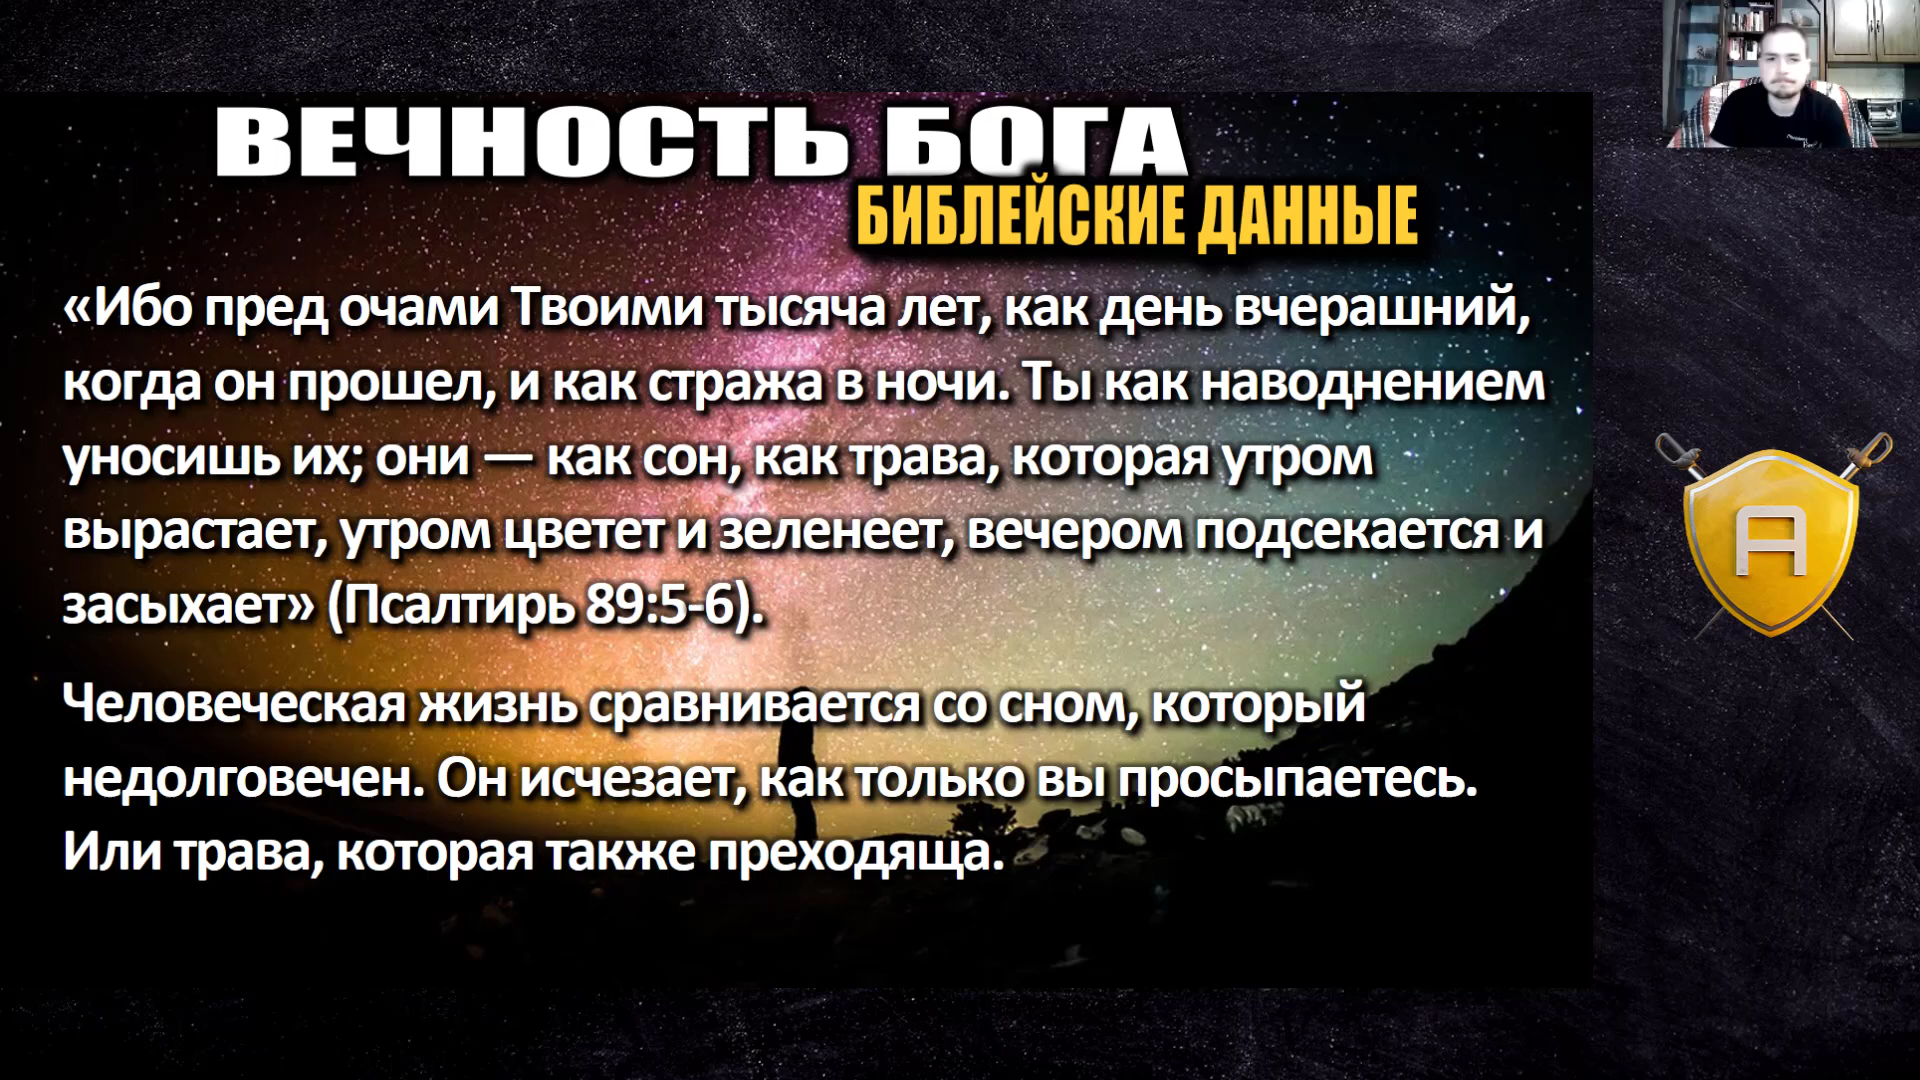 ВЕЧНОСТЬ БОГА
БИБЛЕЙСКИЕ ДАННЫЕ
«Ибо пред очами Твоими тысяча лет, как день вчерашний,
когда он прошел, и как стража в ночи. Ты как наводнением
уносишь их; они — как сон, как трава, которая утром
вырастает, утром цветет и зеленеет, вечером подсекается и
засыхает» (Псалтирь 89:5-6).
Человеческая жизнь сравнивается со сном, который
недолговечен. Он исчезает, как только вы просыпаетесь.
Или трава, которая также преходяща.
A